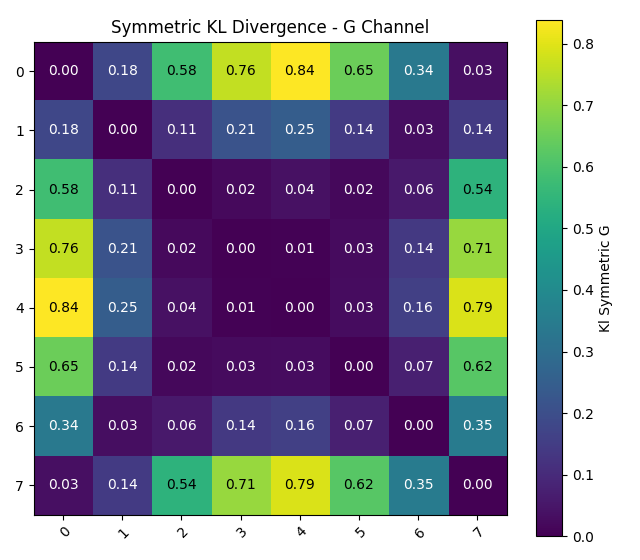 Symmetric KL Divergence - G Channel
0 0.00 0.18 0.58 0.76 0.84 0.65 0.34 0.03
1 0.18 0.00 0.11 0.21 0.25 0.14 0.03 0.14
2 0.58 0.11 0.00 0.02 0.04 0.02 0.06 0.54
3 0.76 0.21 0.02 0.00 0.01 0.03 0.14 0.71
4 0.84 0.25 0.04 0.01 0.00 0.03 0.16 0.79
5 0.65 0.14 0.02 0.03 0.03 0.00 0.07 0.62
6 0.34 0.03 0.06 0.14 0.16 0.07 0.00 0.35
7 0.03 0.14 0.54 0.71 0.79 0.62 0.35 0.00
0 1 2 3 4 5 6 7
0.8
0.7
0.6
0.5
0.4
0.3
0.2
0.1
0.0
Kl Symmetric G